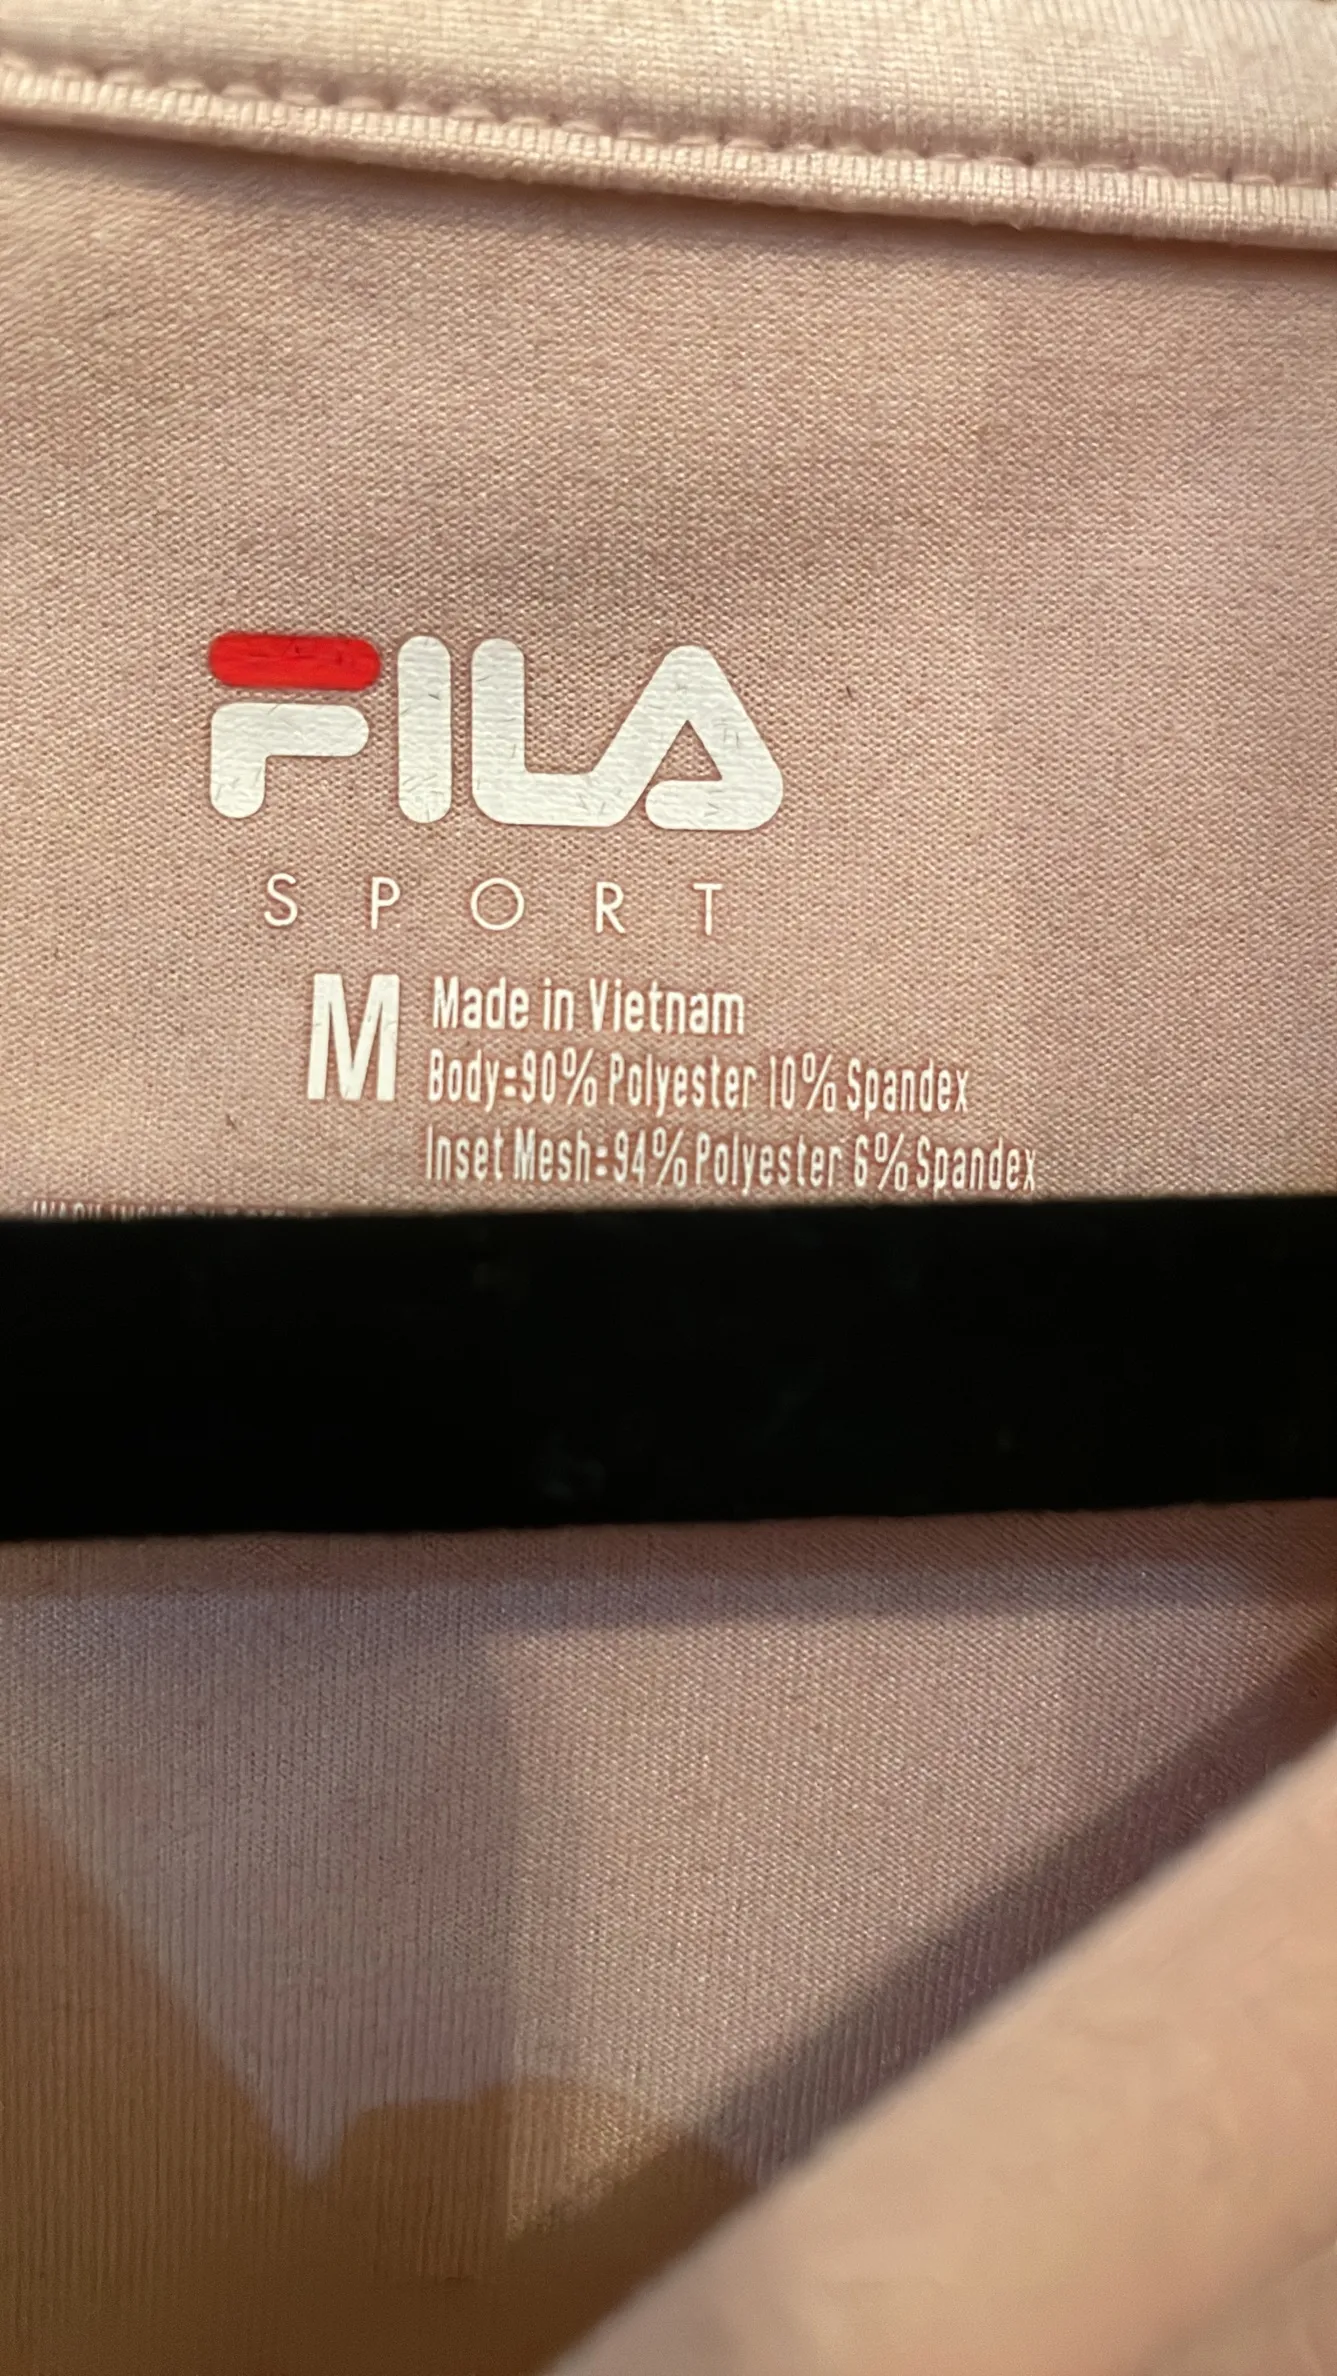 FILA
SPORT
M
Made in Vietnam
Body:90% Polyester 10% Spandex
Inset Mesh:94% Polyester 6% Spandex